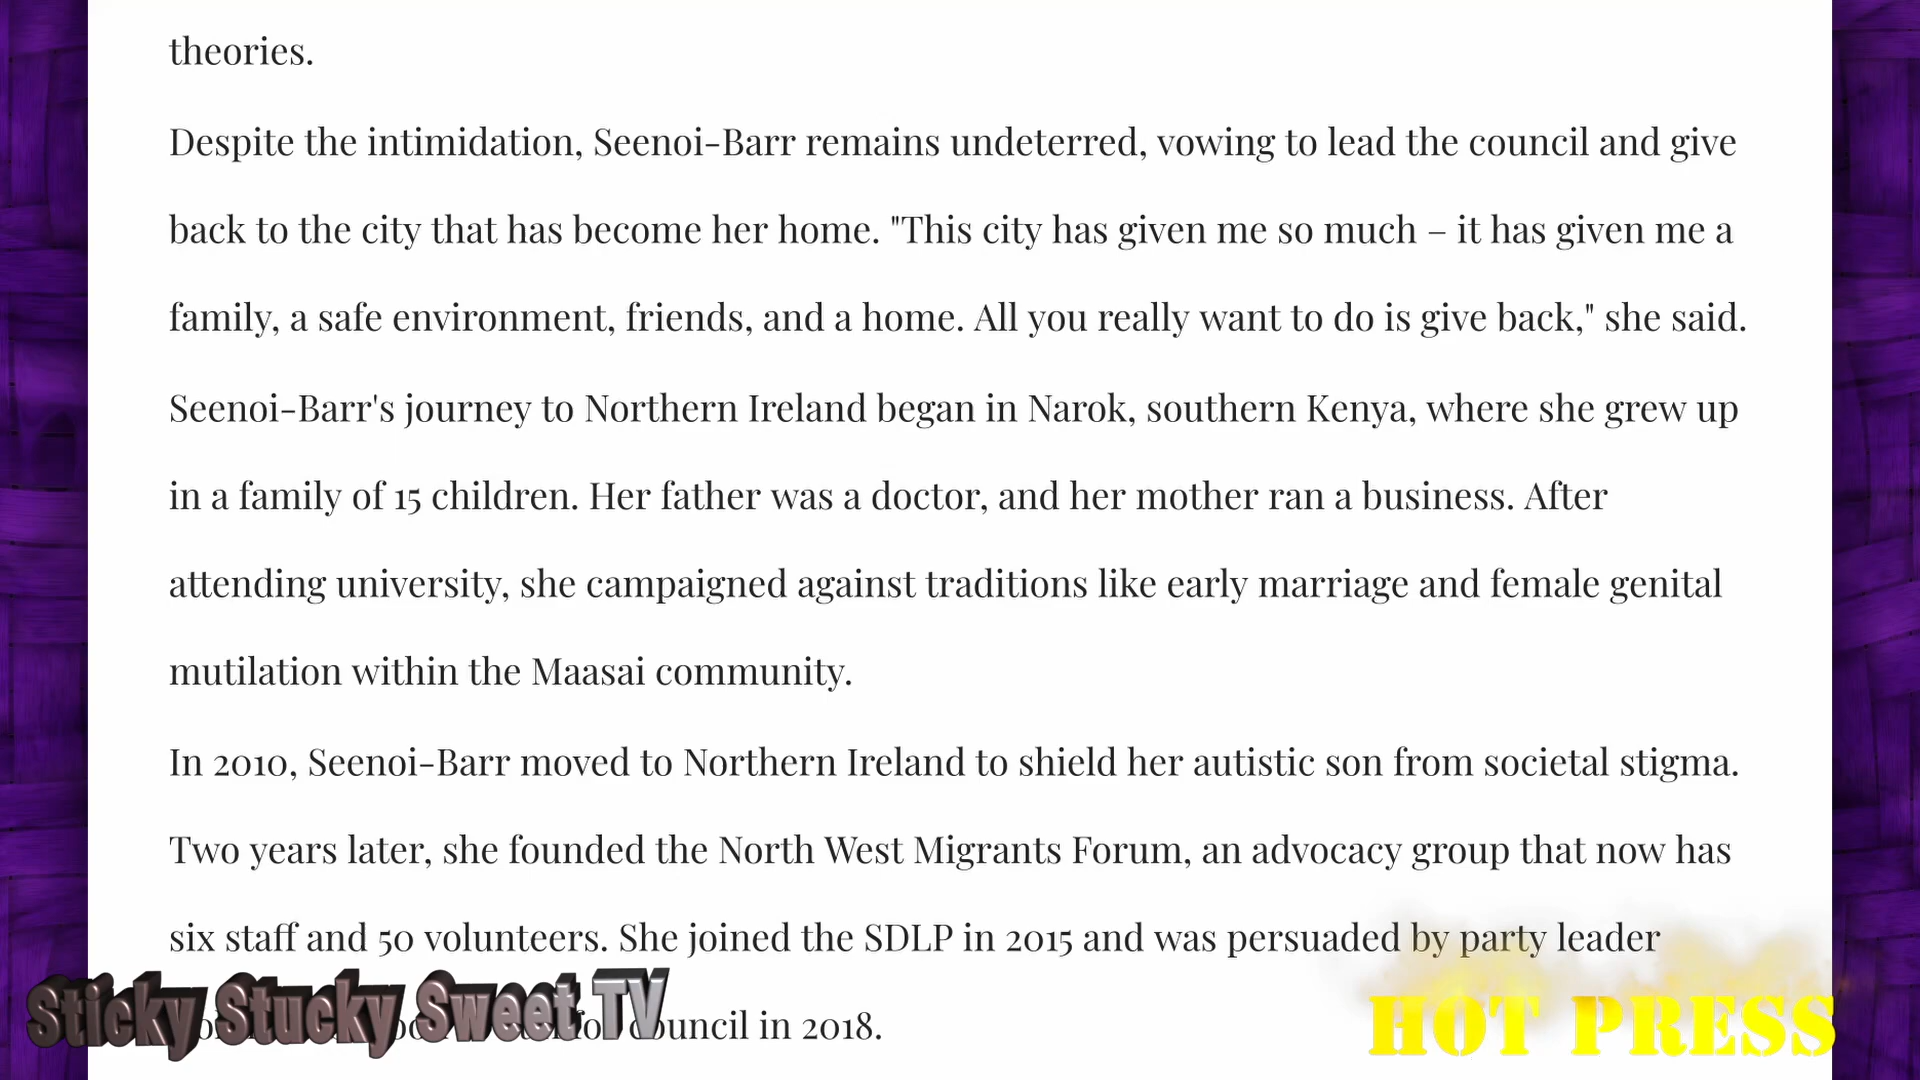 theories.
Despite the intimidation, Seenoi-Barr remains undeterred, vowing to lead the council and give
back to the city that has become her home. "This city has given me so much – it has given me a
family, a safe environment, friends, and a home. All you really want to do is give back," she said.
Seenoi-Barr's journey to Northern Ireland began in Narok, southern Kenya, where she grew up
in a family of 15 children. Her father was a doctor, and her mother ran a business. After
attending university, she campaigned against traditions like early marriage and female genital
mutilation within the Maasai community.
In 2010, Seenoi-Barr moved to Northern Ireland to shield her autistic son from societal stigma.
Two years later, she founded the North West Migrants Forum, an advocacy group that now has
six staff and 50 volunteers. She joined the SDLP in 2015 and was persuaded by party leader
for council in 2018.
Sticky Stucky Sweet TV
HOT PRESS